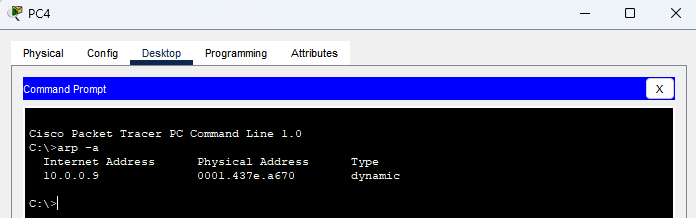 PC4
Physical Config Desktop Programming Attributes
Command Prompt X
Cisco Packet Tracer PC Command Line 1.0
C:\>arp -a
Internet Address Physical Address Type
10.0.0.9 0001.437e.a670 dynamic
C:\>